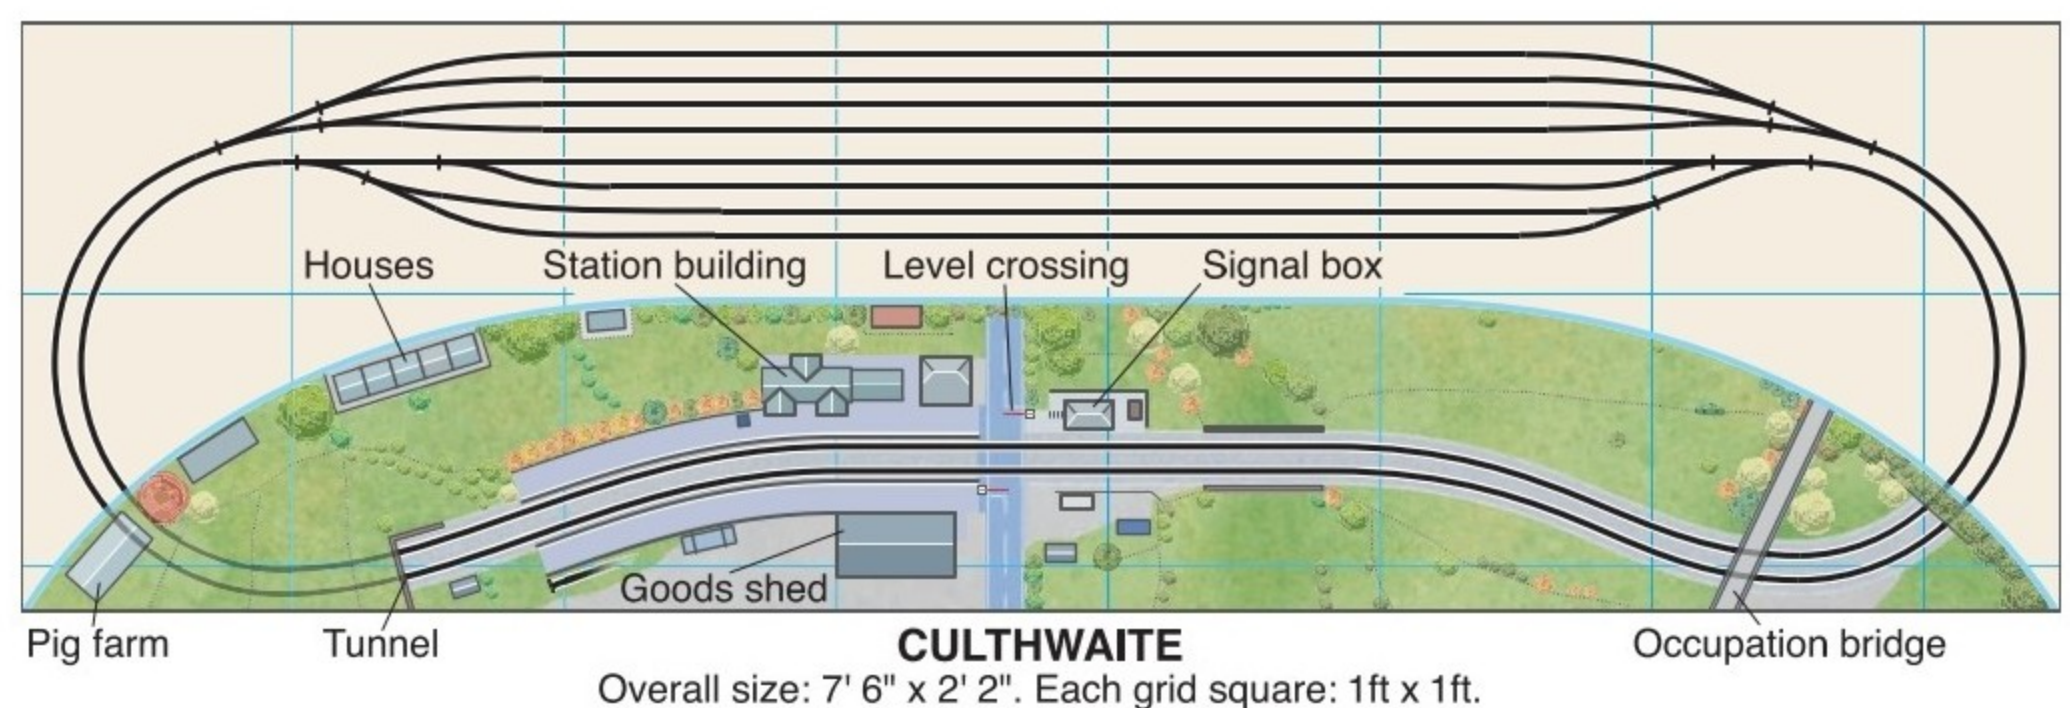 Houses
Station building
Level crossing
Signal box
Goods shed
Pig farm
Tunnel
CULTHWAITE
Occupation bridge
Overall size: 7' 6" x 2' 2". Each grid square: 1ft x 1ft.